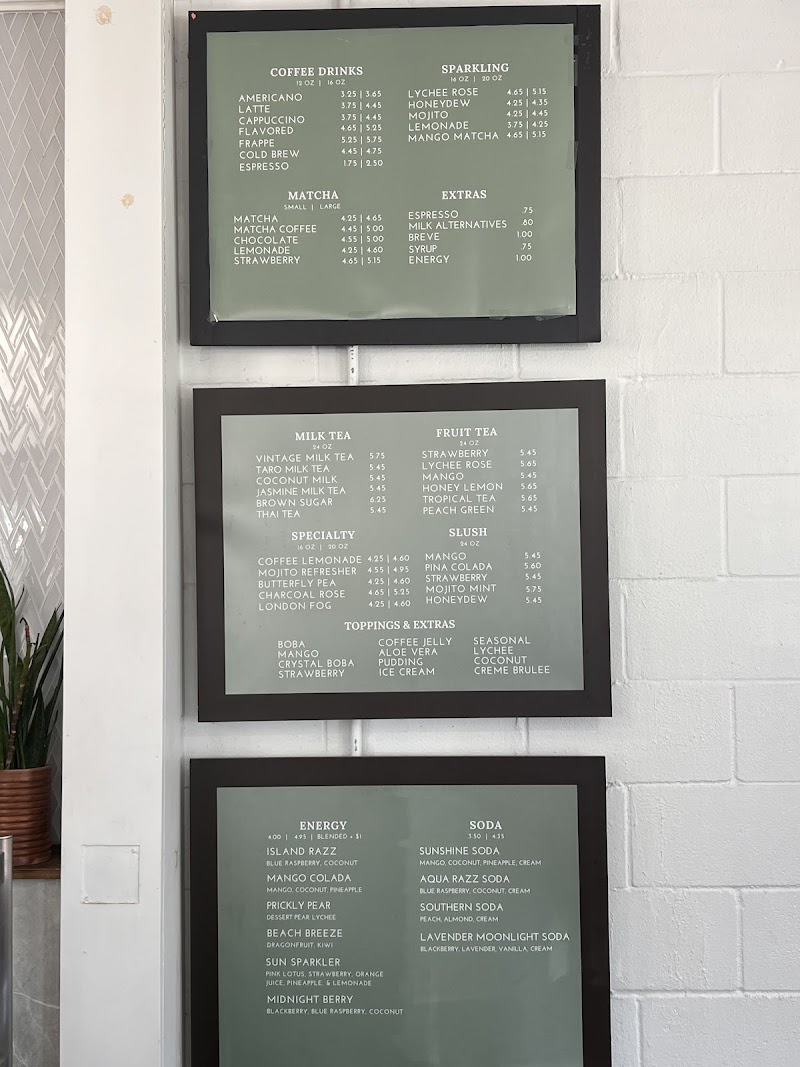 COFFEE DRINKS
12 OZ | 16 OZ
AMERICANO 3.25 | 3.65
LATTE 3.75 | 4.45
CAPPUCCINO 3.75 | 4.45
FLAVORED 4.65 | 5.25
FRAPPE 5.25 | 5.75
COLD BREW 4.45 | 4.75
ESPRESSO 1.75 | 2.50
SPARKLING
16 OZ | 20 OZ
LYCHEE ROSE 4.65 | 5.15
HONEYDEW 4.25 | 4.35
MOJITO 4.25 | 4.45
LEMONADE 3.75 | 4.25
MANGO MATCHA 4.65 | 5.15
MATCHA
SMALL | LARGE
MATCHA 4.25 | 4.65
MATCHA COFFEE 4.45 | 5.00
CHOCOLATE 4.55 | 5.00
LEMONADE 4.25 | 4.60
STRAWBERRY 4.65 | 5.15
EXTRAS
ESPRESSO .75
MILK ALTERNATIVES .80
BREVE 1.00
SYRUP .75
ENERGY 1.00
MILK TEA
24 OZ
VINTAGE MILK TEA 5.75
TARO MILK TEA 5.45
COCONUT MILK 5.45
JASMINE MILK TEA 5.45
BROWN SUGAR 6.25
THAI TEA 5.45
FRUIT TEA
24 OZ
STRAWBERRY 5.45
LYCHEE ROSE 5.65
MANGO 5.45
HONEY LEMON 5.65
TROPICAL TEA 5.65
PEACH GREEN 5.45
SPECIALTY
16 OZ | 20 OZ
COFFEE LEMONADE 4.25 | 4.60
MOJITO REFRESHER 4.55 | 4.95
BUTTERFLY PEA 4.25 | 4.60
CHARCOAL ROSE 4.65 | 5.25
LONDON FOG 4.25 | 4.60
SLUSH
24 OZ
MANGO 5.45
PINA COLADA 5.60
STRAWBERRY 5.45
MOJITO MINT 5.75
HONEYDEW 5.45
TOPPINGS & EXTRAS
BOBA
MANGO
CRYSTAL BOBA
STRAWBERRY
COFFEE JELLY
ALOE VERA
PUDDING
ICE CREAM
SEASONAL
LYCHEE
COCONUT
CREME BRULEE
ENERGY
4.00 | 4.95 | BLENDED + $1
ISLAND RAZZ
BLUE RASPBERRY, COCONUT
MANGO COLADA
MANGO, COCONUT, PINEAPPLE
PRICKLY PEAR
DESSERT PEAR LYCHEE
BEACH BREEZE
DRAGONFRUIT, KIWI
SUN SPARKLER
PINK LOTUS, STRAWBERRY, ORANGE
JUICE, PINEAPPLE, & LEMONADE
MIDNIGHT BERRY
BLACKBERRY, BLUE RASPBERRY, COCONUT
SODA
3.50 | 4.35
SUNSHINE SODA
MANGO, COCONUT, PINEAPPLE, CREAM
AQUA RAZZ SODA
BLUE RASPBERRY, COCONUT, CREAM
SOUTHERN SODA
PEACH, ALMOND, CREAM
LAVENDER MOONLIGHT SODA
BLACKBERRY, LAVENDER, VANILLA, CREAM